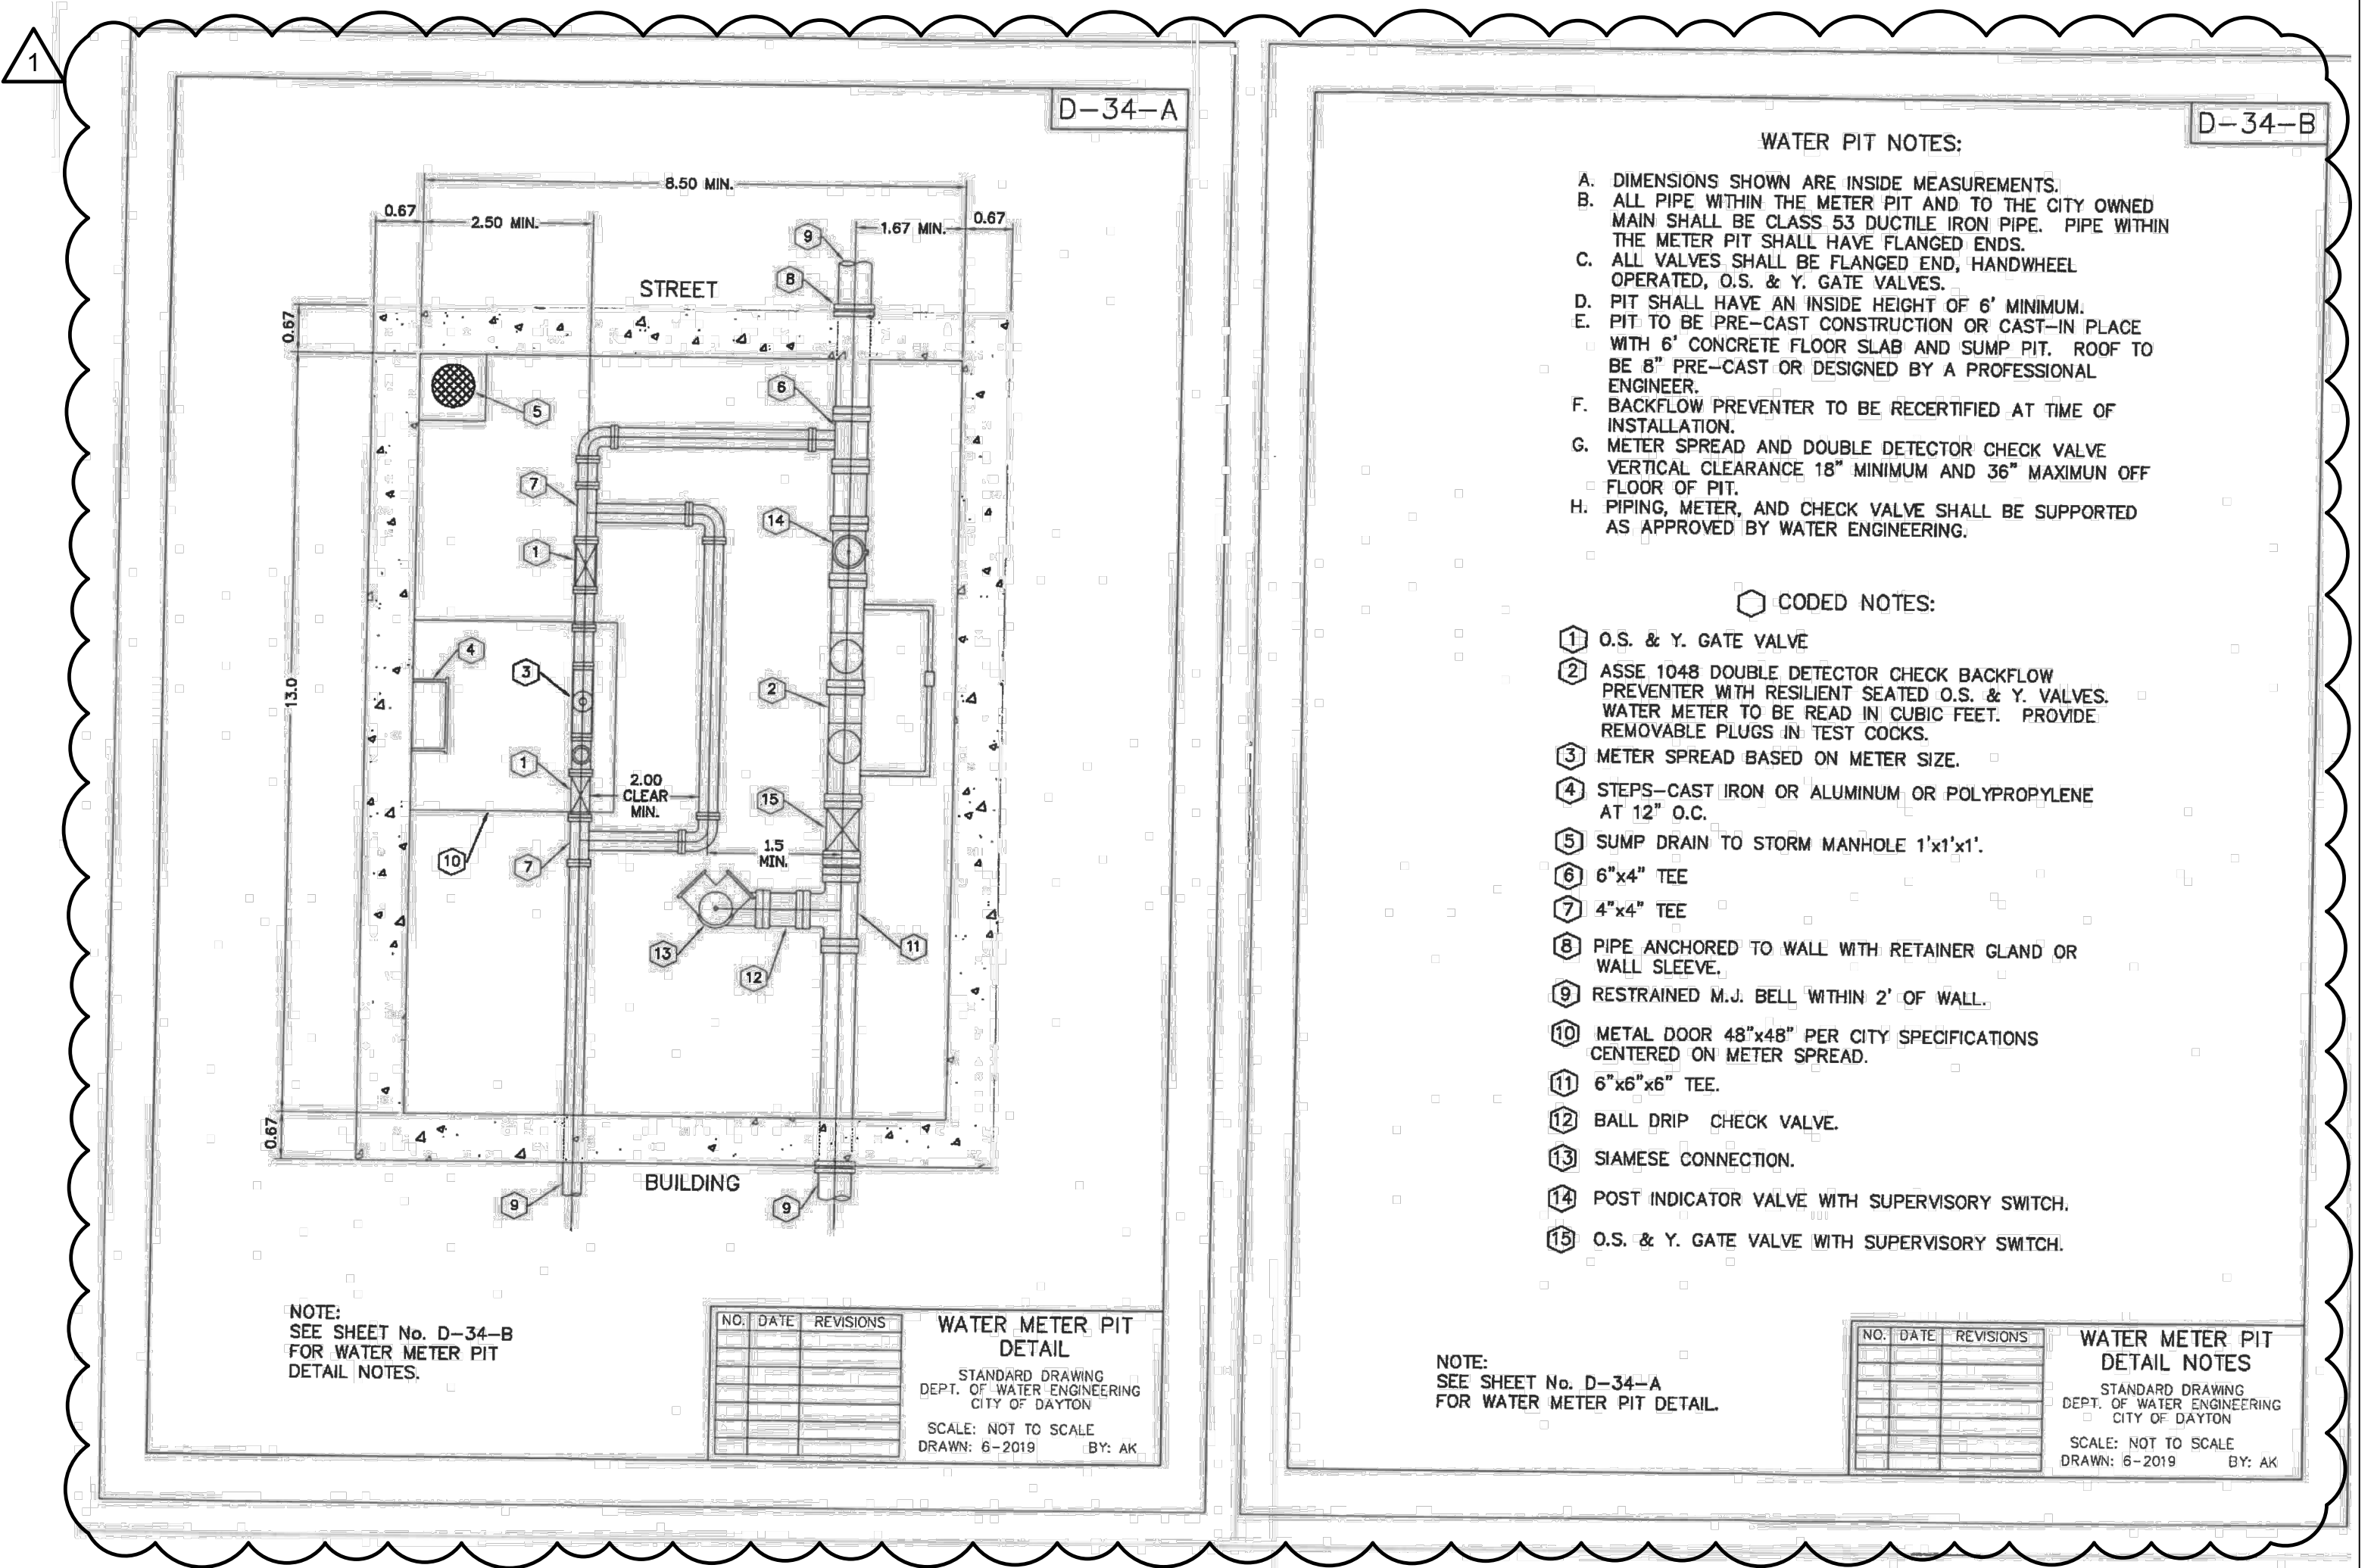 1
D-34-A
8.50 MIN.
0.67
2.50 MIN.
1.67 MIN.
0.67
9
8
STREET
0.67
6
5
7
14
1
4
3
2
13.0
1
2.00
CLEAR
MIN.
15
10
7
1.5
MIN.
13
12
11
0.67
BUILDING
9
9
NOTE:
SEE SHEET No. D-34-B
FOR WATER METER PIT
DETAIL NOTES.
NO. DATE REVISIONS
WATER METER PIT
DETAIL
STANDARD DRAWING
DEPT. OF WATER ENGINEERING
CITY OF DAYTON
SCALE: NOT TO SCALE
DRAWN: 6-2019 BY: AK
D-34-B
WATER PIT NOTES:
A. DIMENSIONS SHOWN ARE INSIDE MEASUREMENTS.
B. ALL PIPE WITHIN THE METER PIT AND TO THE CITY OWNED
MAIN SHALL BE CLASS 53 DUCTILE IRON PIPE. PIPE WITHIN
THE METER PIT SHALL HAVE FLANGED ENDS.
C. ALL VALVES SHALL BE FLANGED END, HANDWHEEL
OPERATED, O.S. & Y. GATE VALVES.
D. PIT SHALL HAVE AN INSIDE HEIGHT OF 6' MINIMUM.
E. PIT TO BE PRE-CAST CONSTRUCTION OR CAST-IN PLACE
WITH 6' CONCRETE FLOOR SLAB AND SUMP PIT. ROOF TO
BE 8" PRE-CAST OR DESIGNED BY A PROFESSIONAL
ENGINEER.
F. BACKFLOW PREVENTER TO BE RECERTIFIED AT TIME OF
INSTALLATION.
G. METER SPREAD AND DOUBLE DETECTOR CHECK VALVE
VERTICAL CLEARANCE 18" MINIMUM AND 36" MAXIMUN OFF
FLOOR OF PIT.
H. PIPING, METER, AND CHECK VALVE SHALL BE SUPPORTED
AS APPROVED BY WATER ENGINEERING.
CODED NOTES:
1 O.S. & Y. GATE VALVE
2 ASSE 1048 DOUBLE DETECTOR CHECK BACKFLOW
PREVENTER WITH RESILIENT SEATED O.S. & Y. VALVES.
WATER METER TO BE READ IN CUBIC FEET. PROVIDE
REMOVABLE PLUGS IN TEST COCKS.
3 METER SPREAD BASED ON METER SIZE.
4 STEPS-CAST IRON OR ALUMINUM OR POLYPROPYLENE
AT 12" O.C.
5 SUMP DRAIN TO STORM MANHOLE 1'x1'x1'.
6 6"x4" TEE
7 4"x4" TEE
8 PIPE ANCHORED TO WALL WITH RETAINER GLAND OR
WALL SLEEVE.
9 RESTRAINED M.J. BELL WITHIN 2' OF WALL.
10 METAL DOOR 48"x48" PER CITY SPECIFICATIONS
CENTERED ON METER SPREAD.
11 6"x6"x6" TEE.
12 BALL DRIP CHECK VALVE.
13 SIAMESE CONNECTION.
14 POST INDICATOR VALVE WITH SUPERVISORY SWITCH.
15 O.S. & Y. GATE VALVE WITH SUPERVISORY SWITCH.
NOTE:
SEE SHEET No. D-34-A
FOR WATER METER PIT DETAIL.
NO. DATE REVISIONS
WATER METER PIT
DETAIL NOTES
STANDARD DRAWING
DEPT. OF WATER ENGINEERING
CITY OF DAYTON
SCALE: NOT TO SCALE
DRAWN: 6-2019 BY: AK